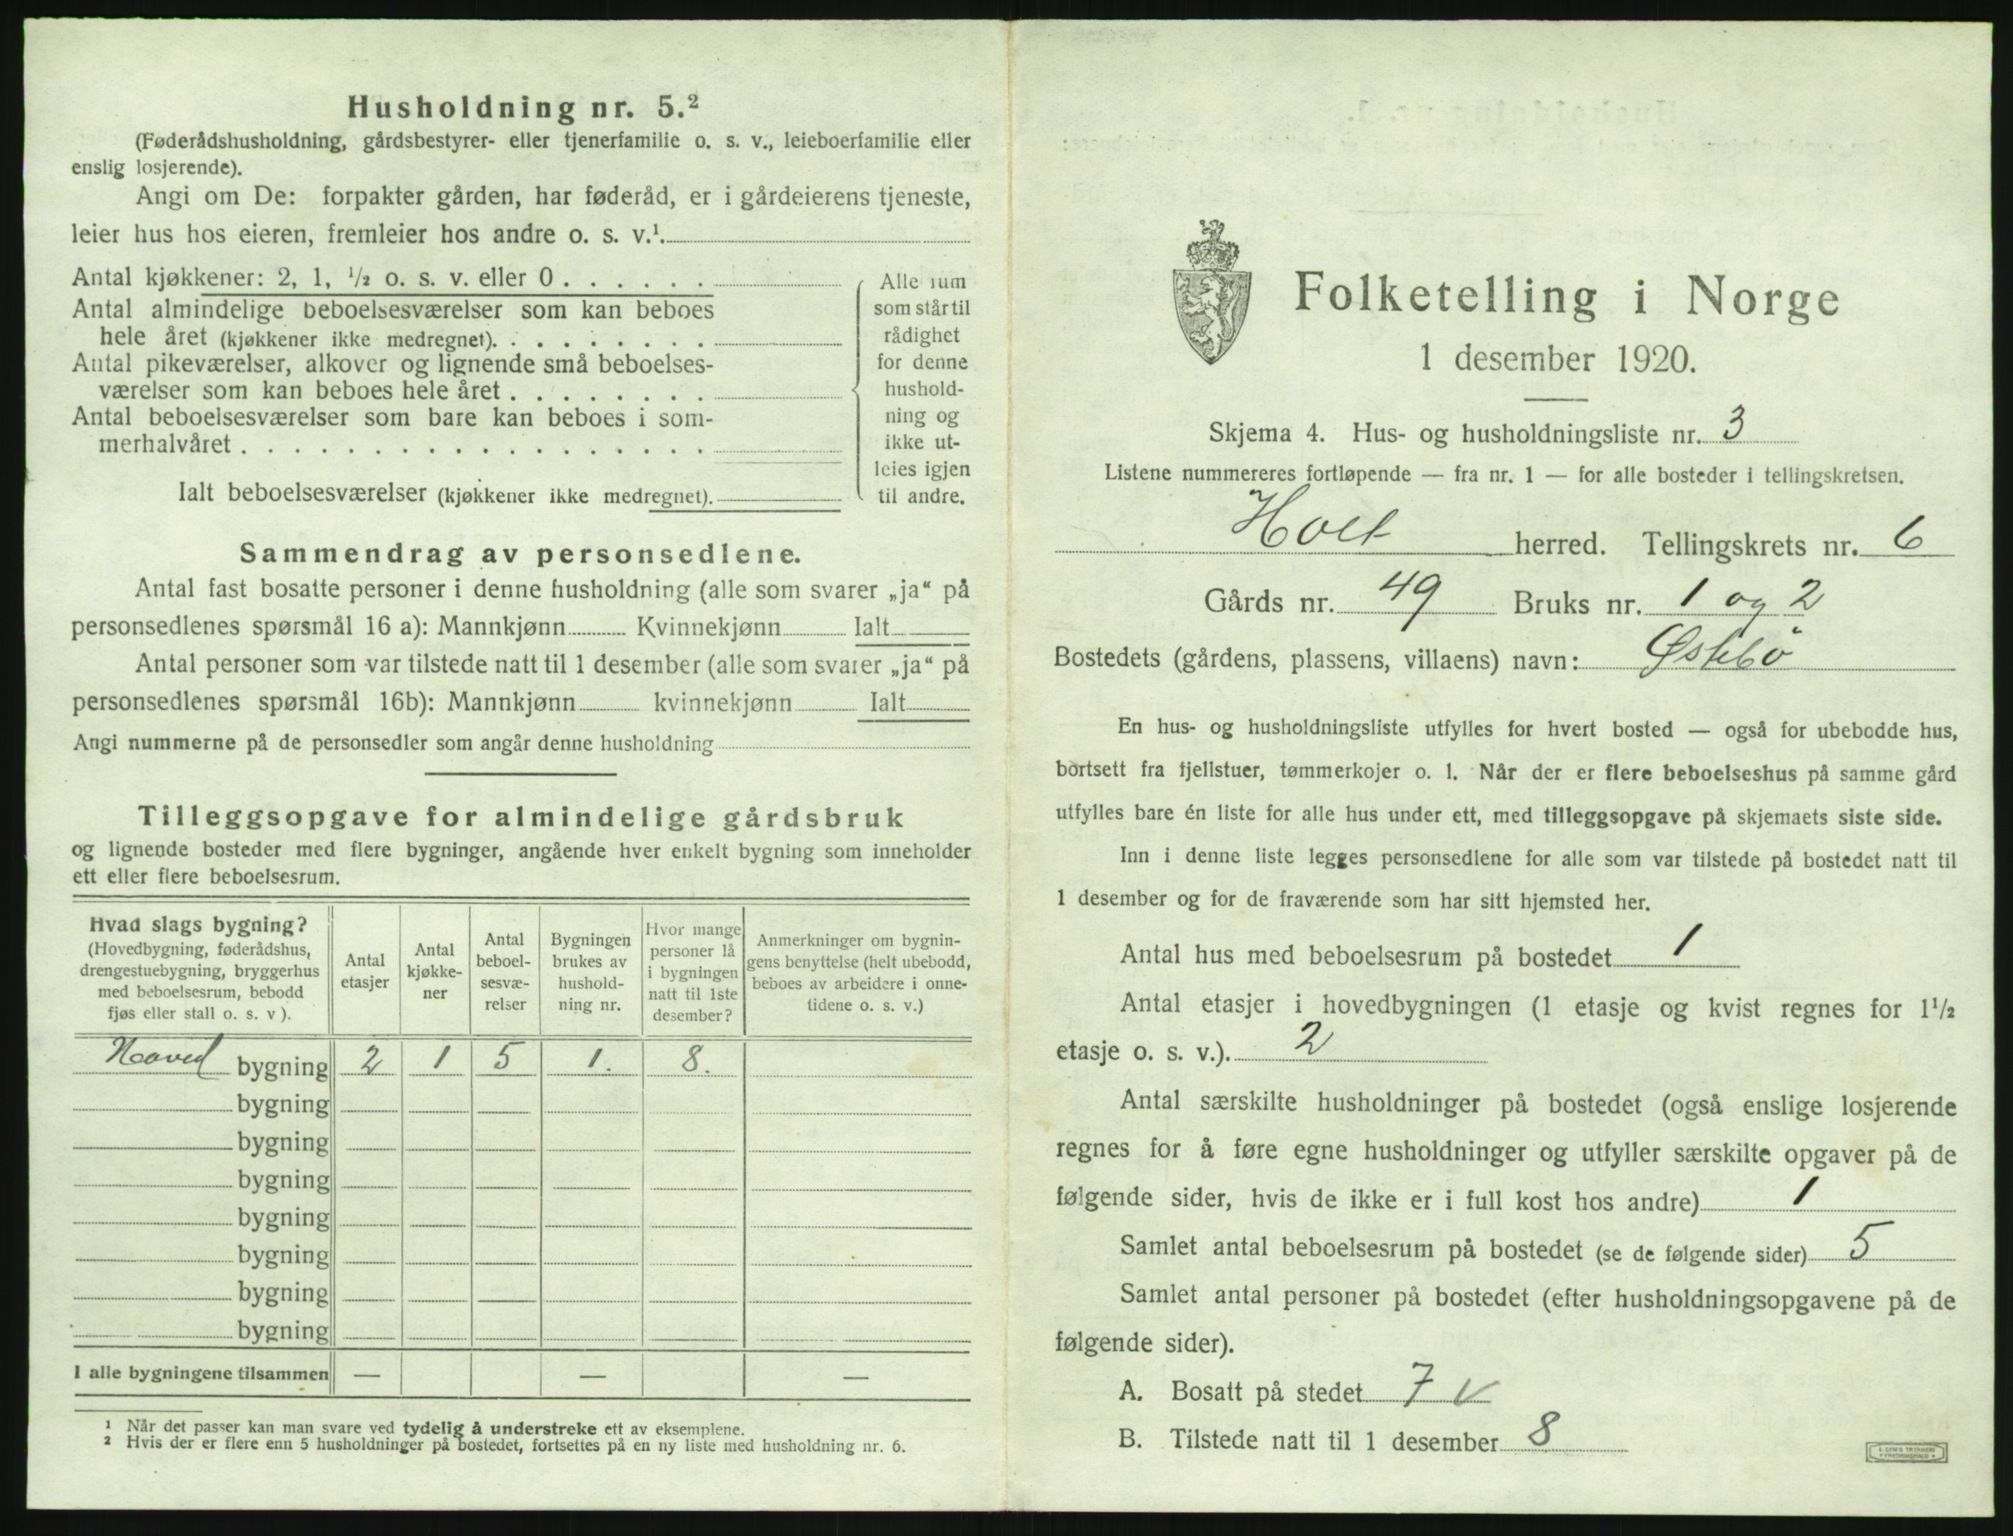 Husholdning nr. 5.²
(Føderådshusholdning, gårdsbestyrer- eller tjenerfamilie o. s. v., leieboerfamilie eller
enslig losjerende).
Angi om De: forpakter gården, har føderåd, er i gårdeierens tjeneste,
leier hus hos eieren, fremleier hos andre o. s. v.¹.
Antal kjøkkener: 2, 1, ½ o. s. v. eller 0 . . . . . .
Antal almindelige beboelsesværelser som kan beboes
hele året (kjøkkener ikke medregnet). . . . . . . . .
Antal pikeværelser, alkover og lignende små beboelses-
værelser som kan beboes hele året . . . . . . . .
Antal beboelsesværelser som bare kan beboes i som-
merhalvåret . . . . . . . . . . . . . . . . . .
Ialt beboelsesværelser (kjøkkener ikke medregnet).
Alle rum
som står til
rådighet
for denne
hushold-
ning og
ikke ut-
leies igjen
til andre.
Sammendrag av personsedlene.
Antal fast bosatte personer i denne husholdning (alle som svarer „ja“ på
personsedlenes spørsmål 16 a): Mannkjønn Kvinnekjønn Ialt
Antal personer som var tilstede natt til 1 desember (alle som svarer „ja“ på
personsedlenes spørsmål 16b): Mannkjønn kvinnekjønn Ialt
Angi nummerne på de personsedler som angår denne husholdning
Tilleggsopgave for almindelige gårdsbruk
og lignende bosteder med flere bygninger, angående hver enkelt bygning som inneholder
ett eller flere beboelsesrum.
Hvad slags bygning?
(Hovedbygning, føderådshus,
drengestuebygning, bryggerhus
med beboelsesrum, bebodd
fjøs eller stall o. s. v ).
Antal
etasjer
Antal
kjøkke-
ner
Antal
beboel-
sesvæ-
relser
Bygningen
brukes av
hushold-
ning nr.
Hvor mange
personer lå
i bygningen
natt til 1ste
desember?
Anmerkninger om bygnin-
gens benyttelse (helt ubebodd,
beboes av arbeidere i onne-
tidene o. s. v.)
Hoved bygning 2 1 5 1. 8.
bygning
bygning
bygning
bygning
bygning
bygning
bygning
I alle bygningene tilsammen — — —
¹ Når det passer kan man svare ved tydelig å understreke ett av eksemplene.
² Hvis der er flere enn 5 husholdninger på bostedet, fortsettes på en ny liste med husholdning nr. 6.
Folketelling i Norge
1 desember 1920.
Skjema 4. Hus- og husholdningsliste nr. 3
Listene nummereres fortløpende — fra nr. 1 — for alle bosteder i tellingskretsen.
Holt herred. Tellingskrets nr. 6
Gårds nr. 49 Bruks nr. 1 og 2
Bostedets (gårdens, plassens, villaens) navn: Østebö
En hus- og husholdningsliste utfylles for hvert bosted — også for ubebodde hus,
bortsett fra fjellstuer, tømmerkojer o. l. Når der er flere beboelseshus på samme gård
utfylles bare én liste for alle hus under ett, med tilleggsopgave på skjemaets siste side.
Inn i denne liste legges personsedlene for alle som var tilstede på bostedet natt til
1 desember og for de fraværende som har sitt hjemsted her.
Antal hus med beboelsesrum på bostedet 1
Antal etasjer i hovedbygningen (1 etasje og kvist regnes for 1½
etasje o. s. v.). 2
Antal særskilte husholdninger på bostedet (også enslige losjerende
regnes for å føre egne husholdninger og utfyller særskilte opgaver på de
følgende sider, hvis de ikke er i full kost hos andre) 1
Samlet antal beboelsesrum på bostedet (se de følgende sider) 5
Samlet antal personer på bostedet (efter husholdningsopgavene på de
følgende sider).
A. Bosatt på stedet 7 v
B. Tilstede natt til 1 desember 8